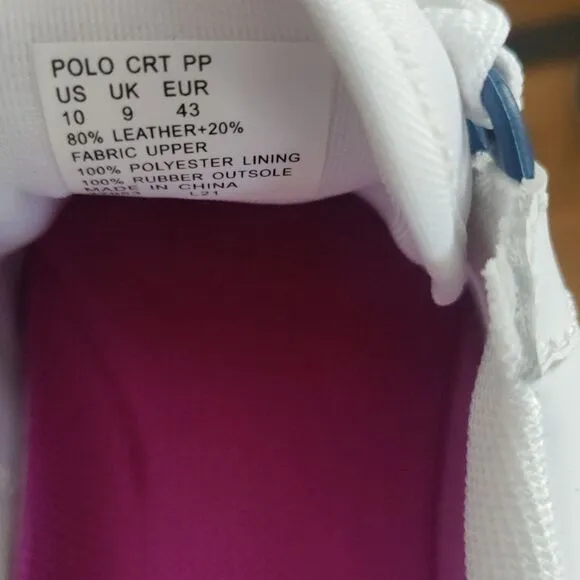 POLO CRT PP
US UK EUR
10 9 43
80% LEATHER+20%
FABRIC UPPER
100% POLYESTER LINING
100% RUBBER OUTSOLE
MADE IN CHINA
L21